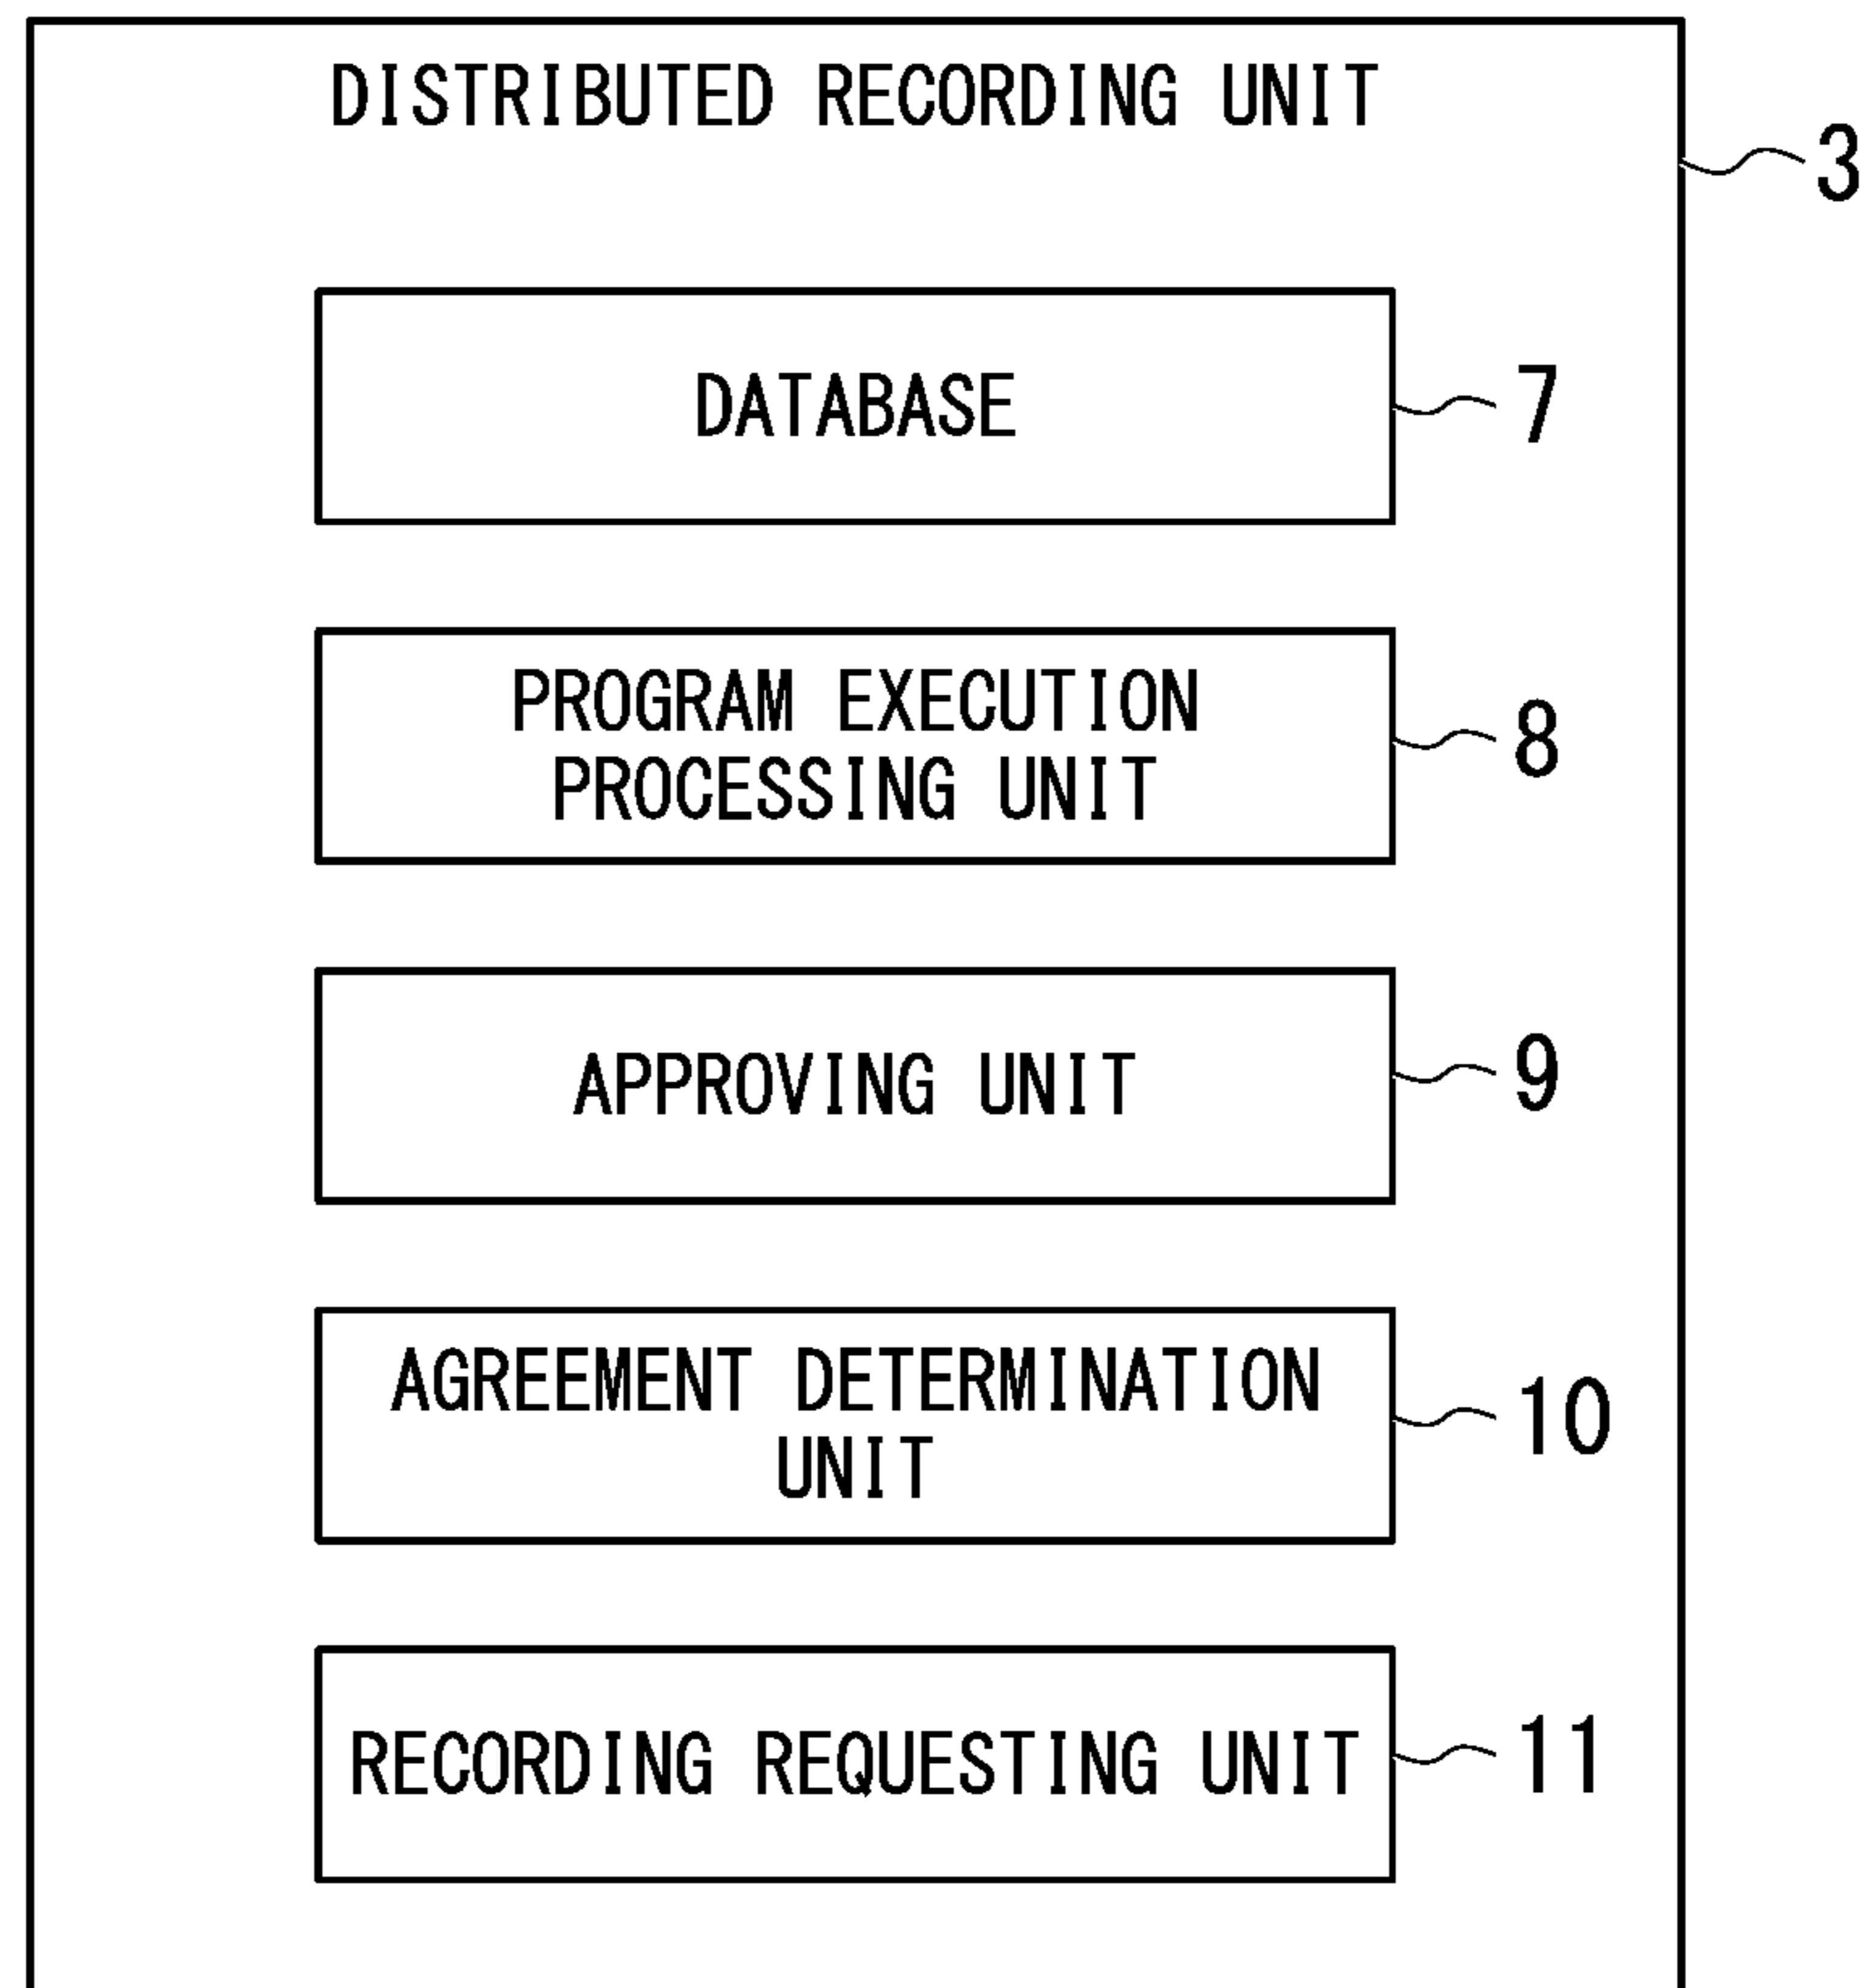 DISTRIBUTED RECORDING UNIT
3
DATABASE
7
PROGRAM EXECUTION
PROCESSING UNIT
8
APPROVING UNIT
9
AGREEMENT DETERMINATION
UNIT
10
RECORDING REQUESTING UNIT
11